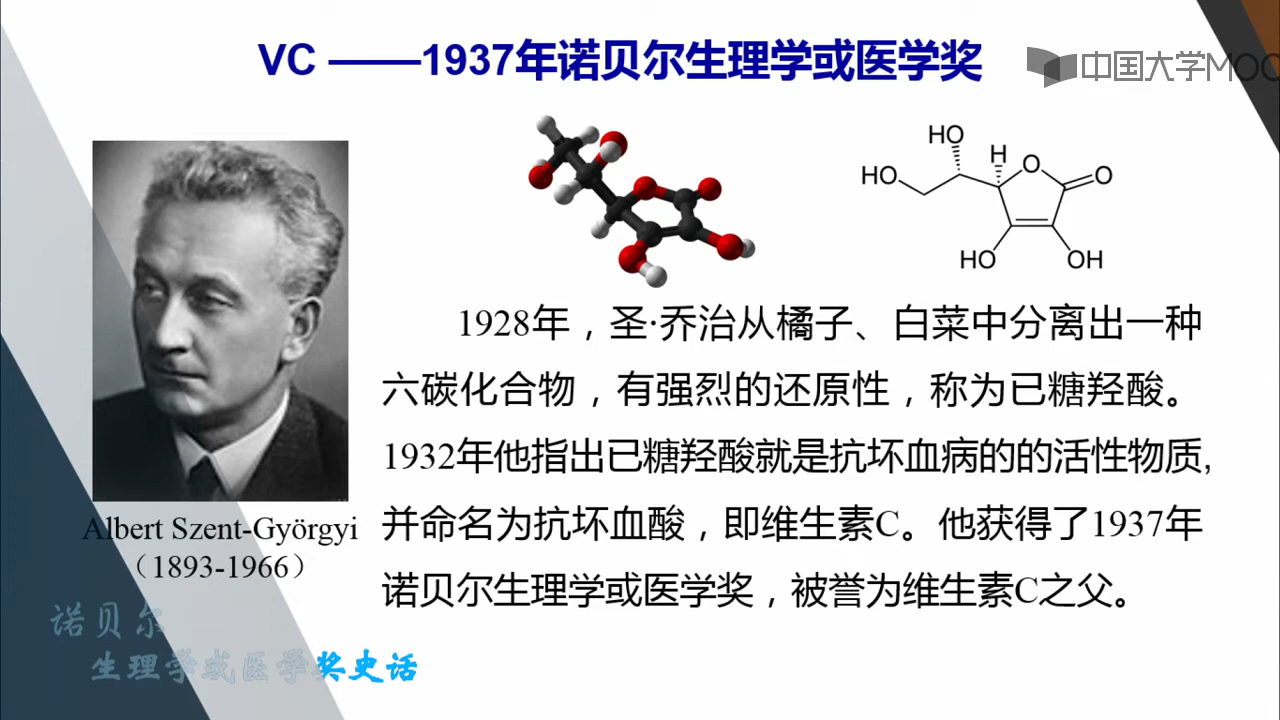 VC ——1937年诺贝尔生理学或医学奖
中国大学MOO
HO
HO
H
O
O
HO
OH
1928年，圣·乔治从橘子、白菜中分离出一种
六碳化合物，有强烈的还原性，称为已糖羟酸。
1932年他指出已糖羟酸就是抗坏血病的的活性物质,
并命名为抗坏血酸，即维生素C。他获得了1937年
诺贝尔生理学或医学奖，被誉为维生素C之父。
Albert Szent-Györgyi
（1893-1966）
诺贝尔
生理学或医学奖史话